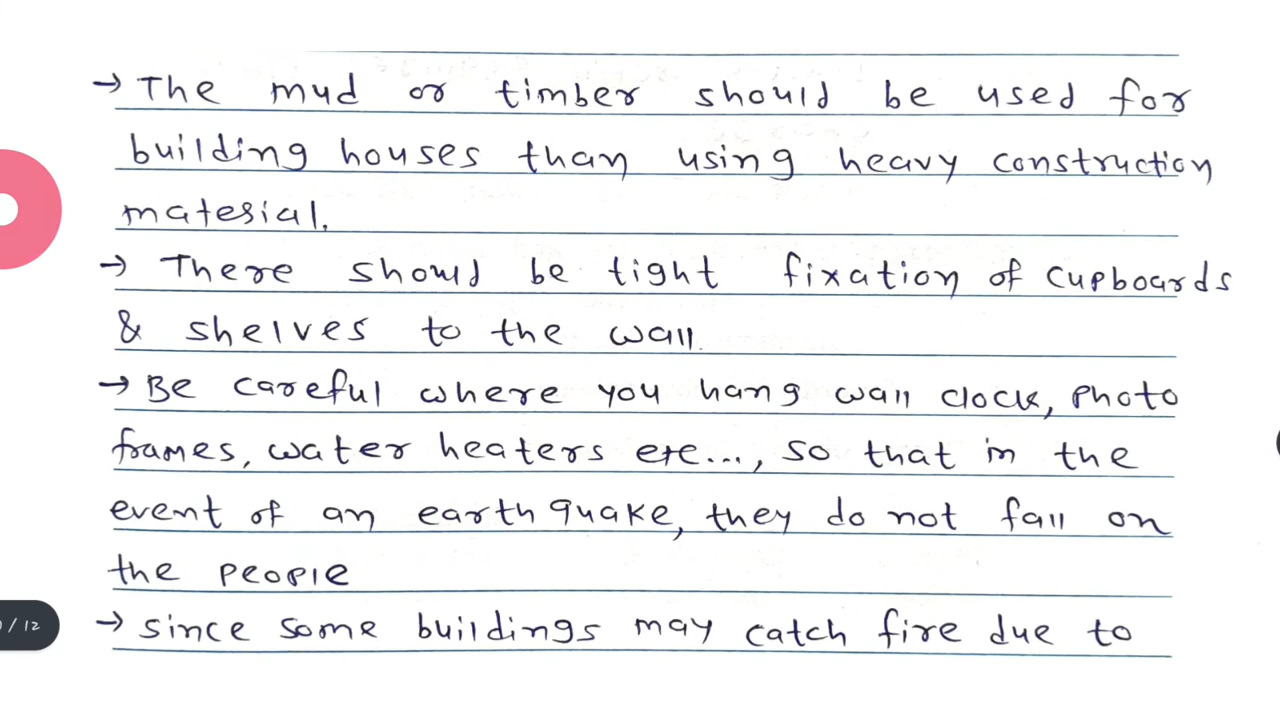 → The mud or timber should be used for
building houses than using heavy construction
material.
→ There should be tight fixation of cupboards
& shelves to the wall.
→ Be careful where you hang wall clock, photo
frames, water heaters etc..., so that in the
event of an earthquake, they do not fall on
the people
→ since some buildings may catch fire due to
/ 12